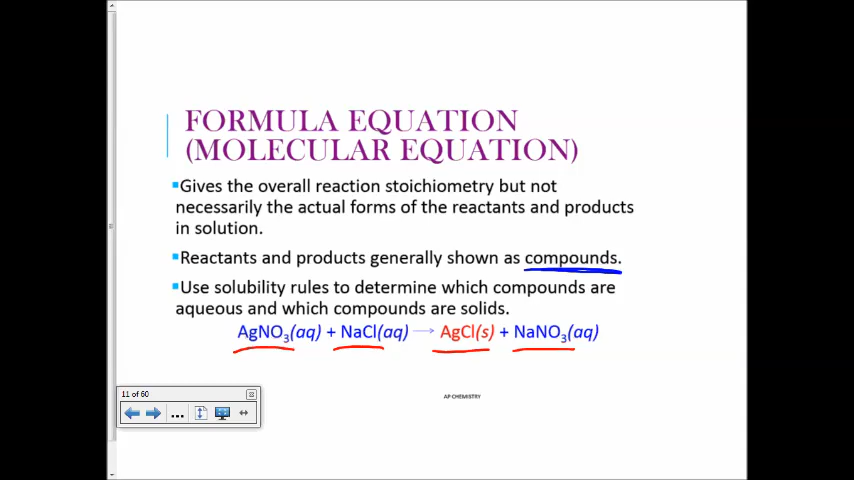 FORMULA EQUATION
(MOLECULAR EQUATION)
Gives the overall reaction stoichiometry but not
necessarily the actual forms of the reactants and products
in solution.
Reactants and products generally shown as compounds.
Use solubility rules to determine which compounds are
aqueous and which compounds are solids.
AgNO₃(aq) + NaCl(aq) → AgCl(s) + NaNO₃(aq)
11 of 60
AP CHEMISTRY